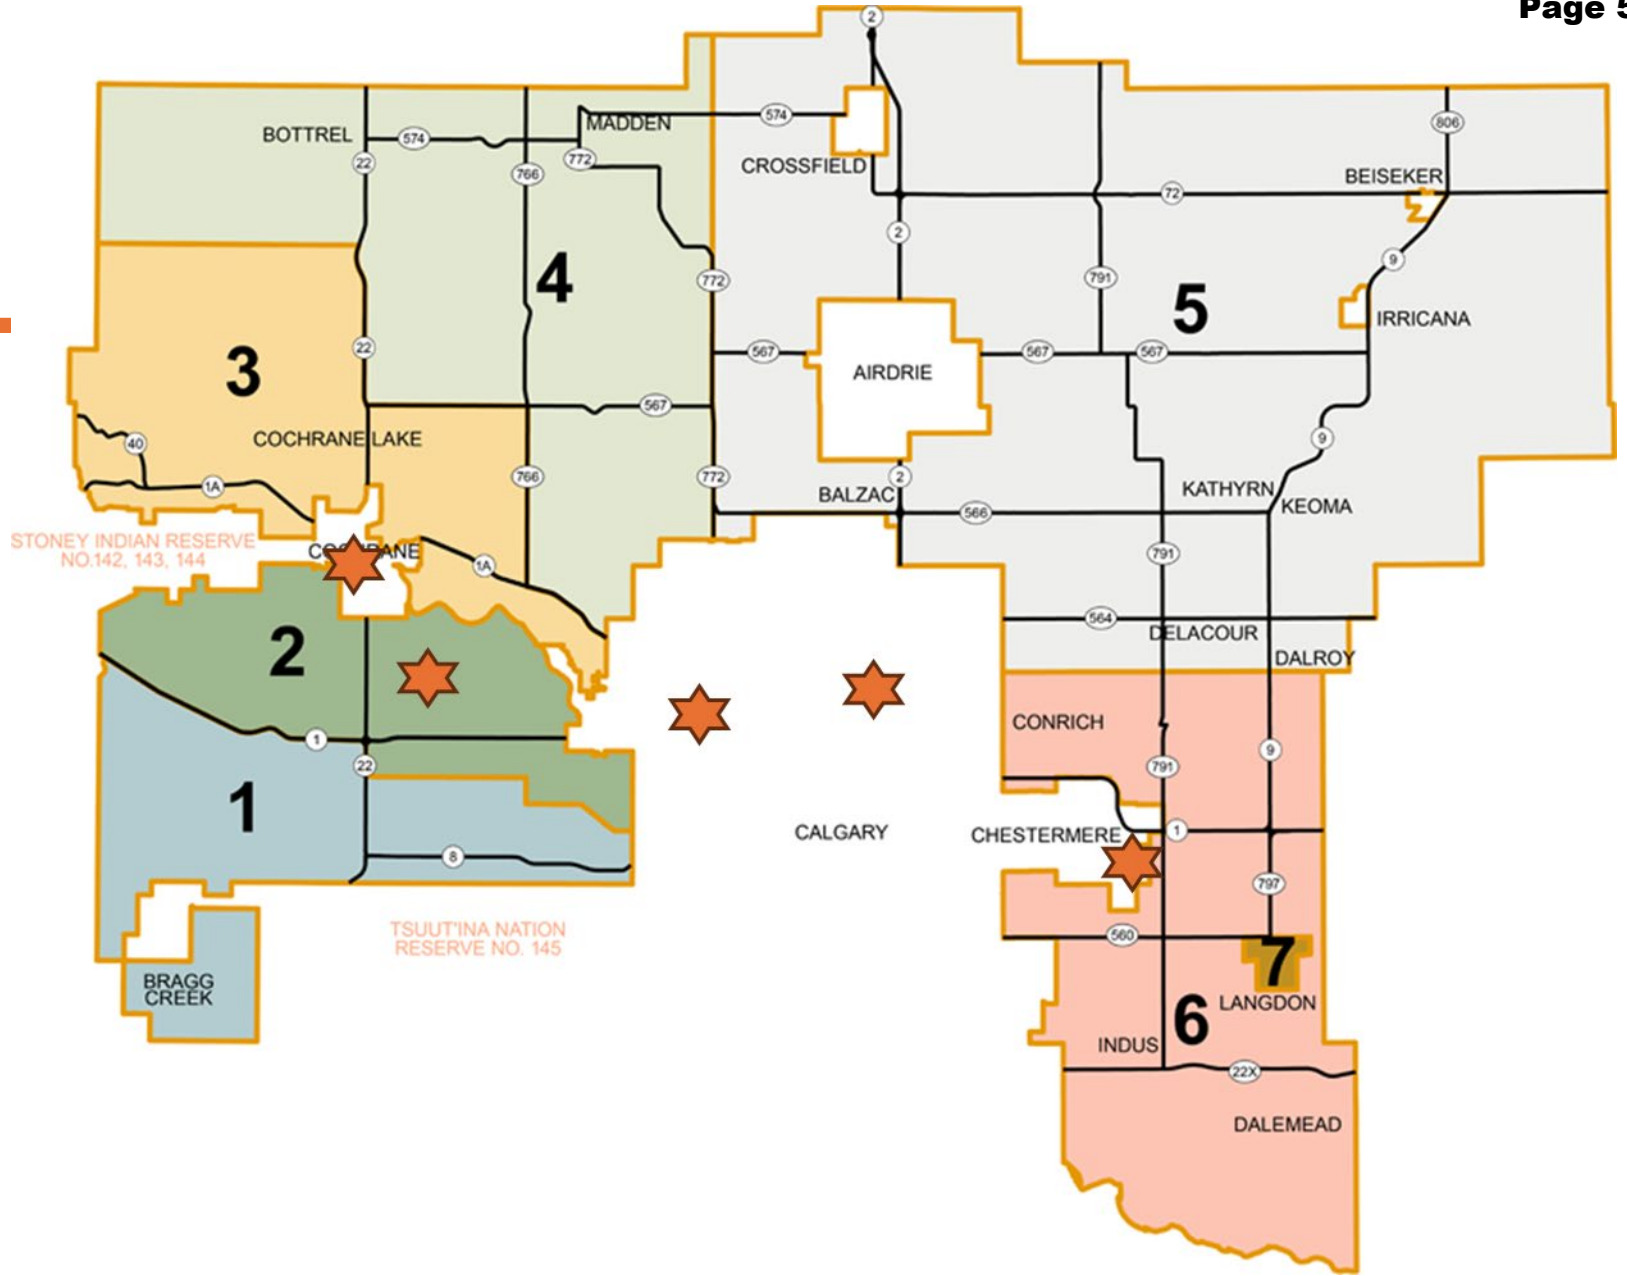 Page 5
2
BOTTREL
574
MADDEN
574
806
22
766
772
CROSSFIELD
72
BEISEKER
2
9
4
772
791
5
IRRICANA
22
567
567
567
3
AIRDRIE
567
COCHRANE LAKE
40
9
1A
766
772
BALZAC
2
566
KATHYRN
KEOMA
STONEY INDIAN RESERVE
NO.142, 143, 144
COCHRANE
1A
791
564
DELACOUR
DALROY
2
CONRICH
1
22
791
9
1
CALGARY
CHESTERMERE
1
8
797
TSUUT'INA NATION
RESERVE NO. 145
560
7
BRAGG
CREEK
LANGDON
6
INDUS
22X
DALEMEAD